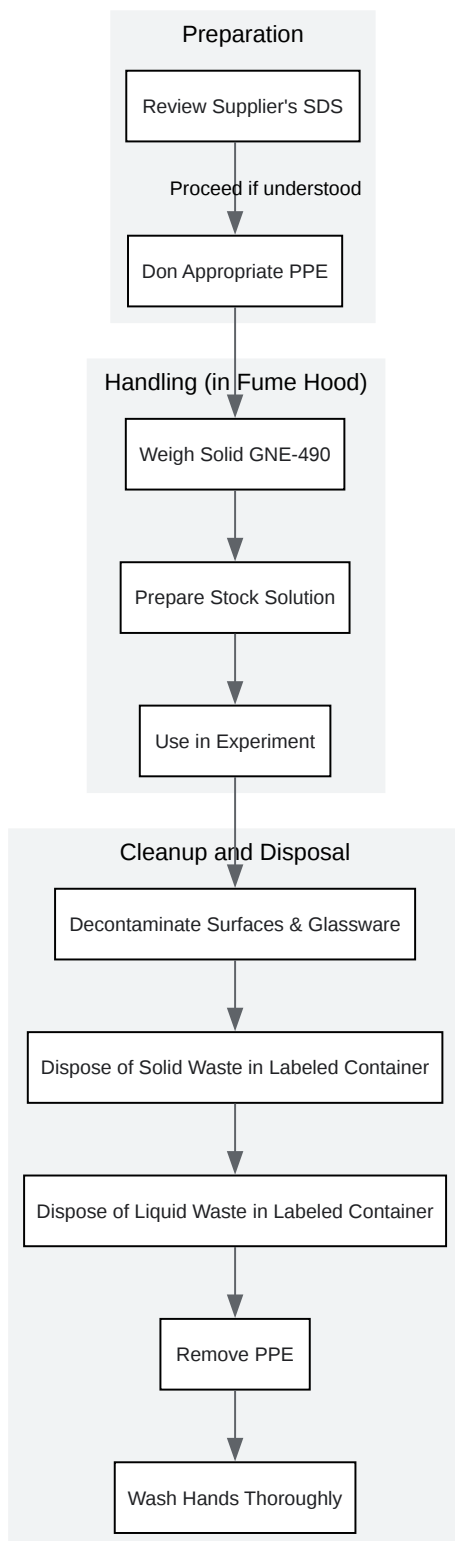 Preparation
Review Supplier's SDS
Proceed if understood
Don Appropriate PPE
Handling (in Fume Hood)
Weigh Solid GNE-490
Prepare Stock Solution
Use in Experiment
Cleanup and Disposal
Decontaminate Surfaces & Glassware
Dispose of Solid Waste in Labeled Container
Dispose of Liquid Waste in Labeled Container
Remove PPE
Wash Hands Thoroughly